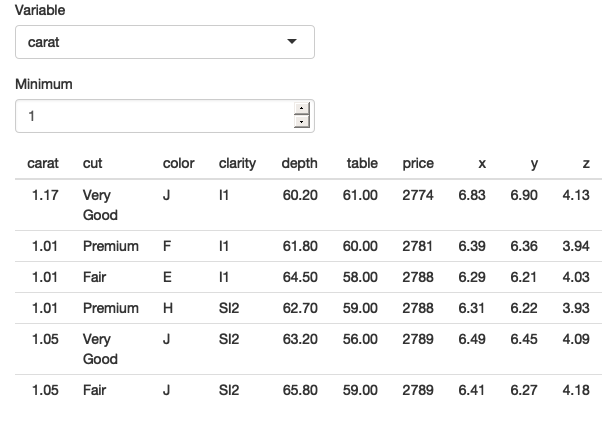 Variable
carat
Minimum
1
carat cut color clarity depth table price x y z
1.17 Very J I1 60.20 61.00 2774 6.83 6.90 4.13
Good
1.01 Premium F I1 61.80 60.00 2781 6.39 6.36 3.94
1.01 Fair E I1 64.50 58.00 2788 6.29 6.21 4.03
1.01 Premium H SI2 62.70 59.00 2788 6.31 6.22 3.93
1.05 Very J SI2 63.20 56.00 2789 6.49 6.45 4.09
Good
1.05 Fair J SI2 65.80 59.00 2789 6.41 6.27 4.18